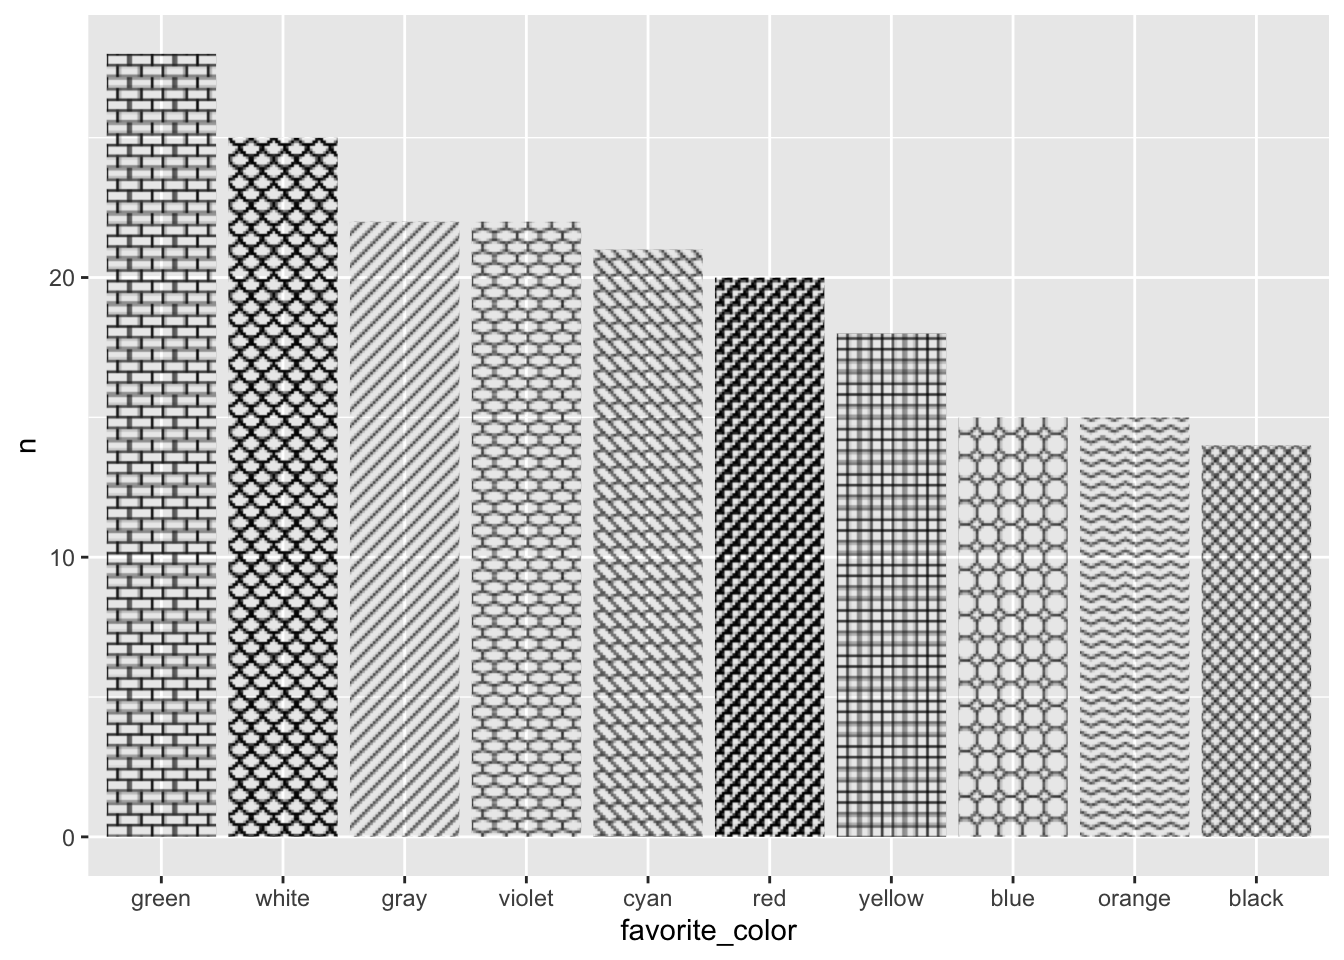 n
20
10
0
green white gray violet cyan red yellow blue orange black
favorite_color